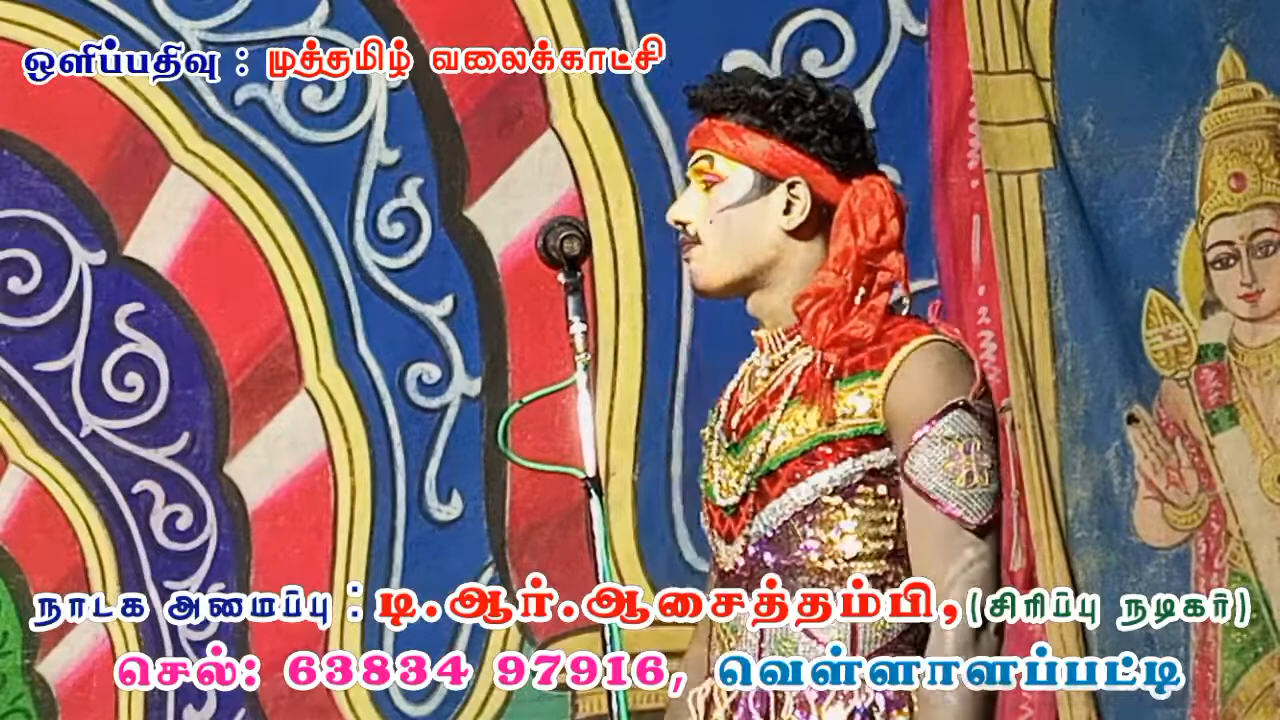 ஒளிப்பதிவு : முத்தமிழ் வலைக்காட்சி
நாடக அமைப்பு : டி.ஆர்.ஆசைத்தம்பி,(சிரிப்பு நடிகர்)
செல்: 63834 97916, வெள்ளாளப்பட்டி